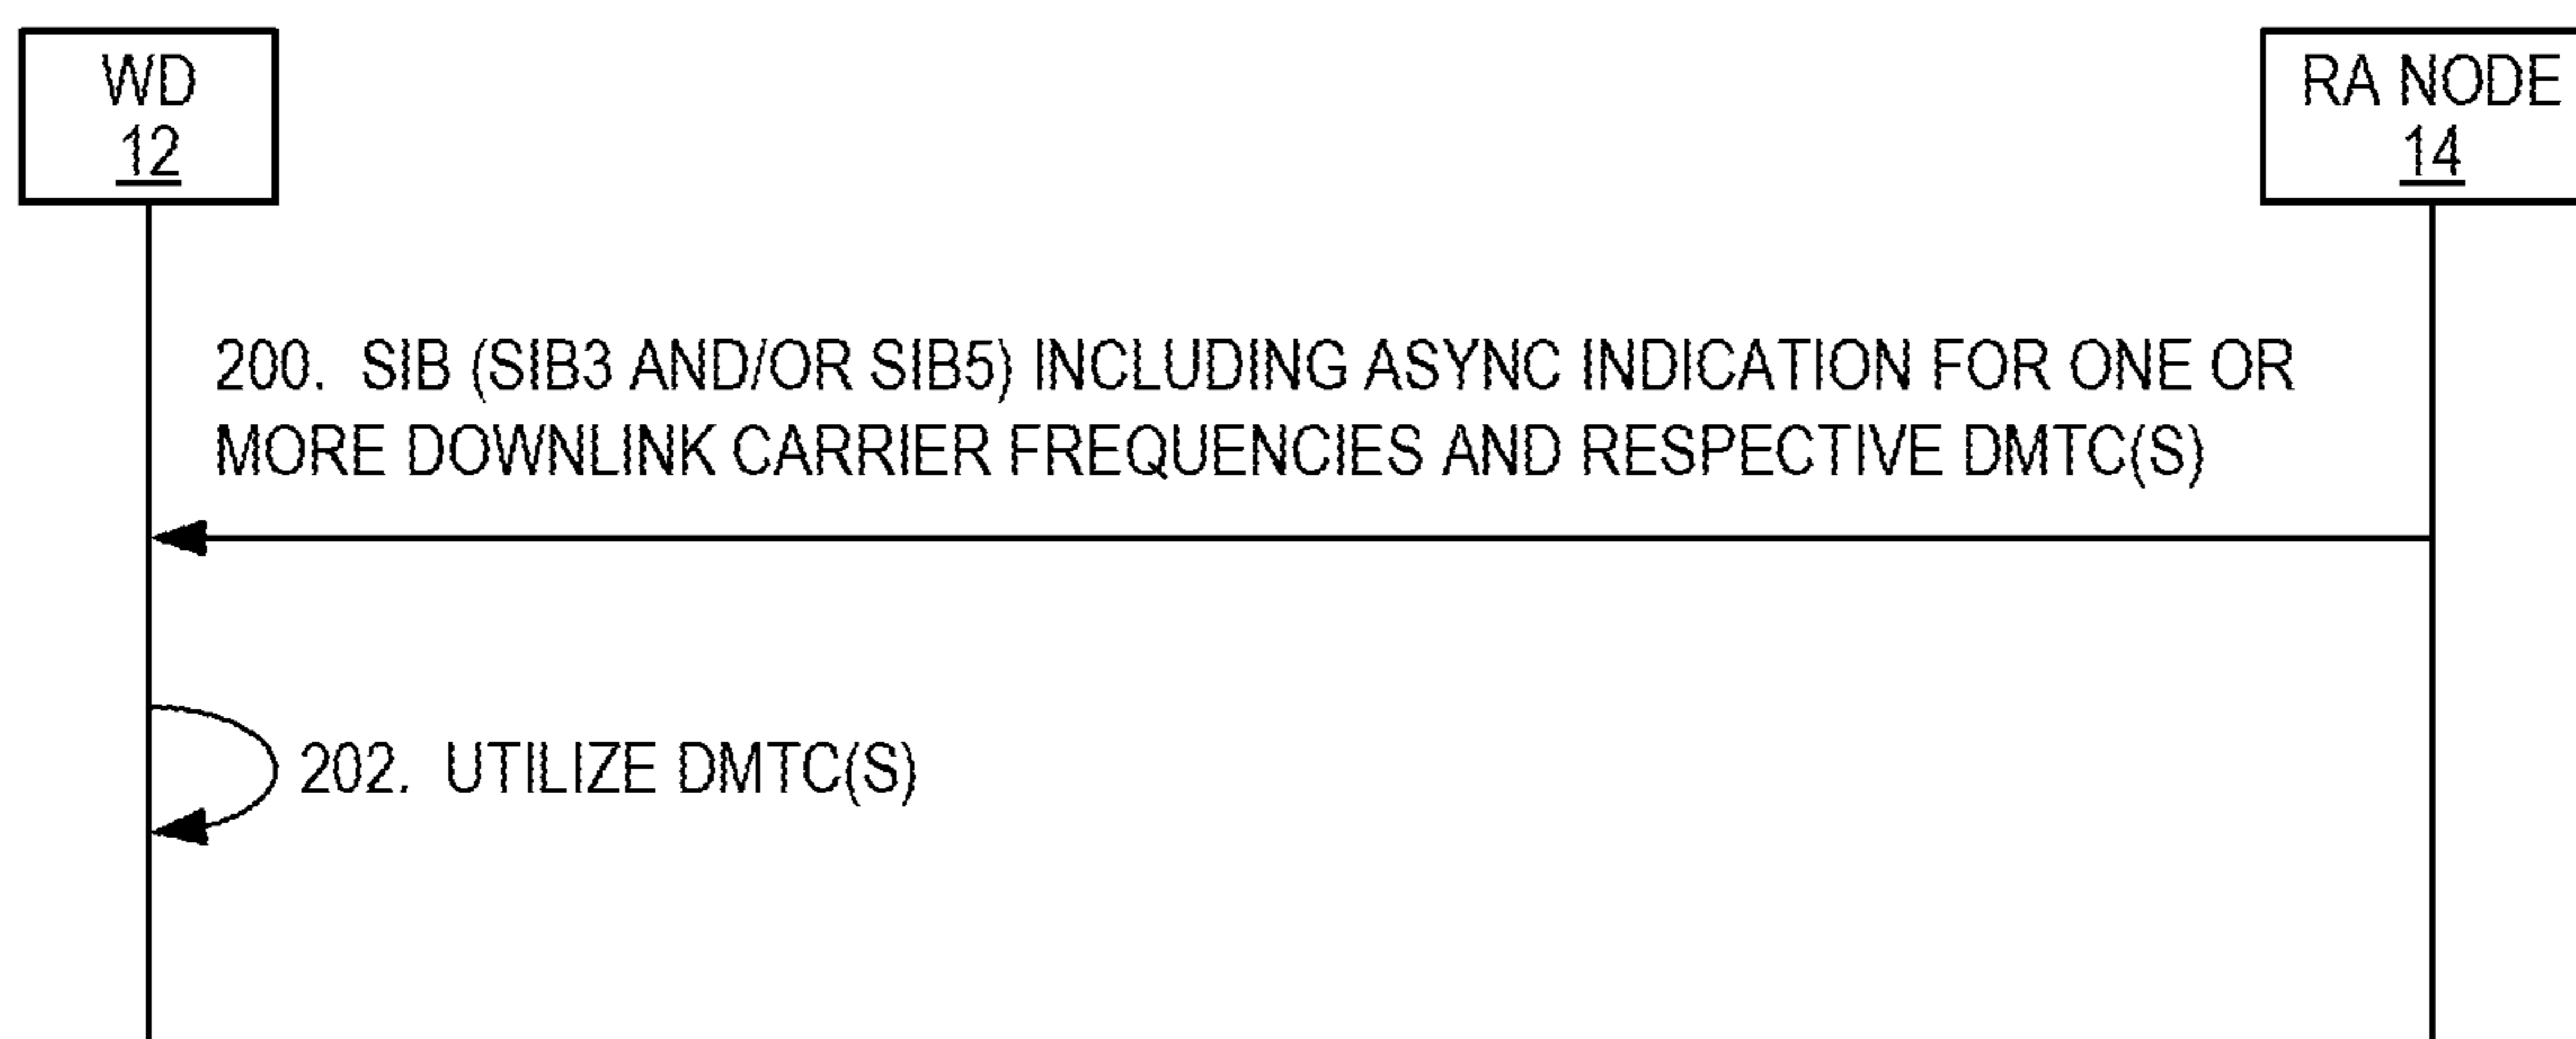 WD
12
RA NODE
14
200. SIB (SIB3 AND/OR SIB5) INCLUDING ASYNC INDICATION FOR ONE OR
MORE DOWNLINK CARRIER FREQUENCIES AND RESPECTIVE DMTC(S)
202. UTILIZE DMTC(S)